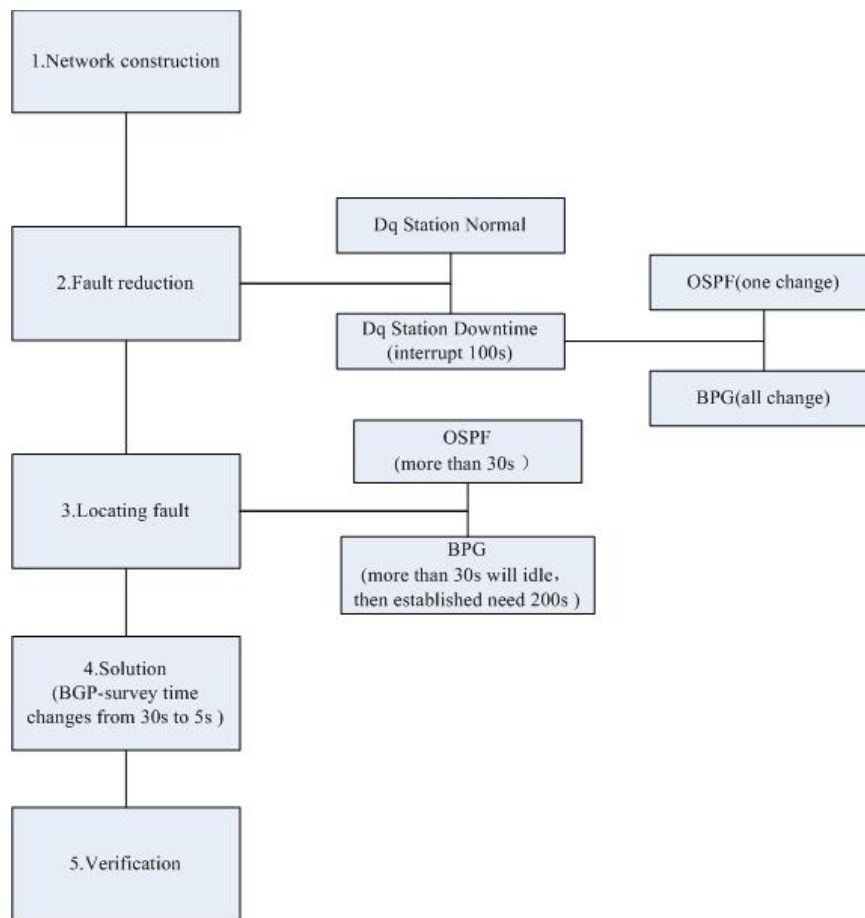 1.Network construction
2.Fault reduction
Dq Station Normal
Dq Station Downtime
(interrupt 100s)
OSPF(one change)
BPG(all change)
3.Locating fault
OSPF
(more than 30s）
BPG
(more than 30s will idle，
then established need 200s )
4.Solution
(BGP-survey time
changes from 30s to 5s )
5.Verification